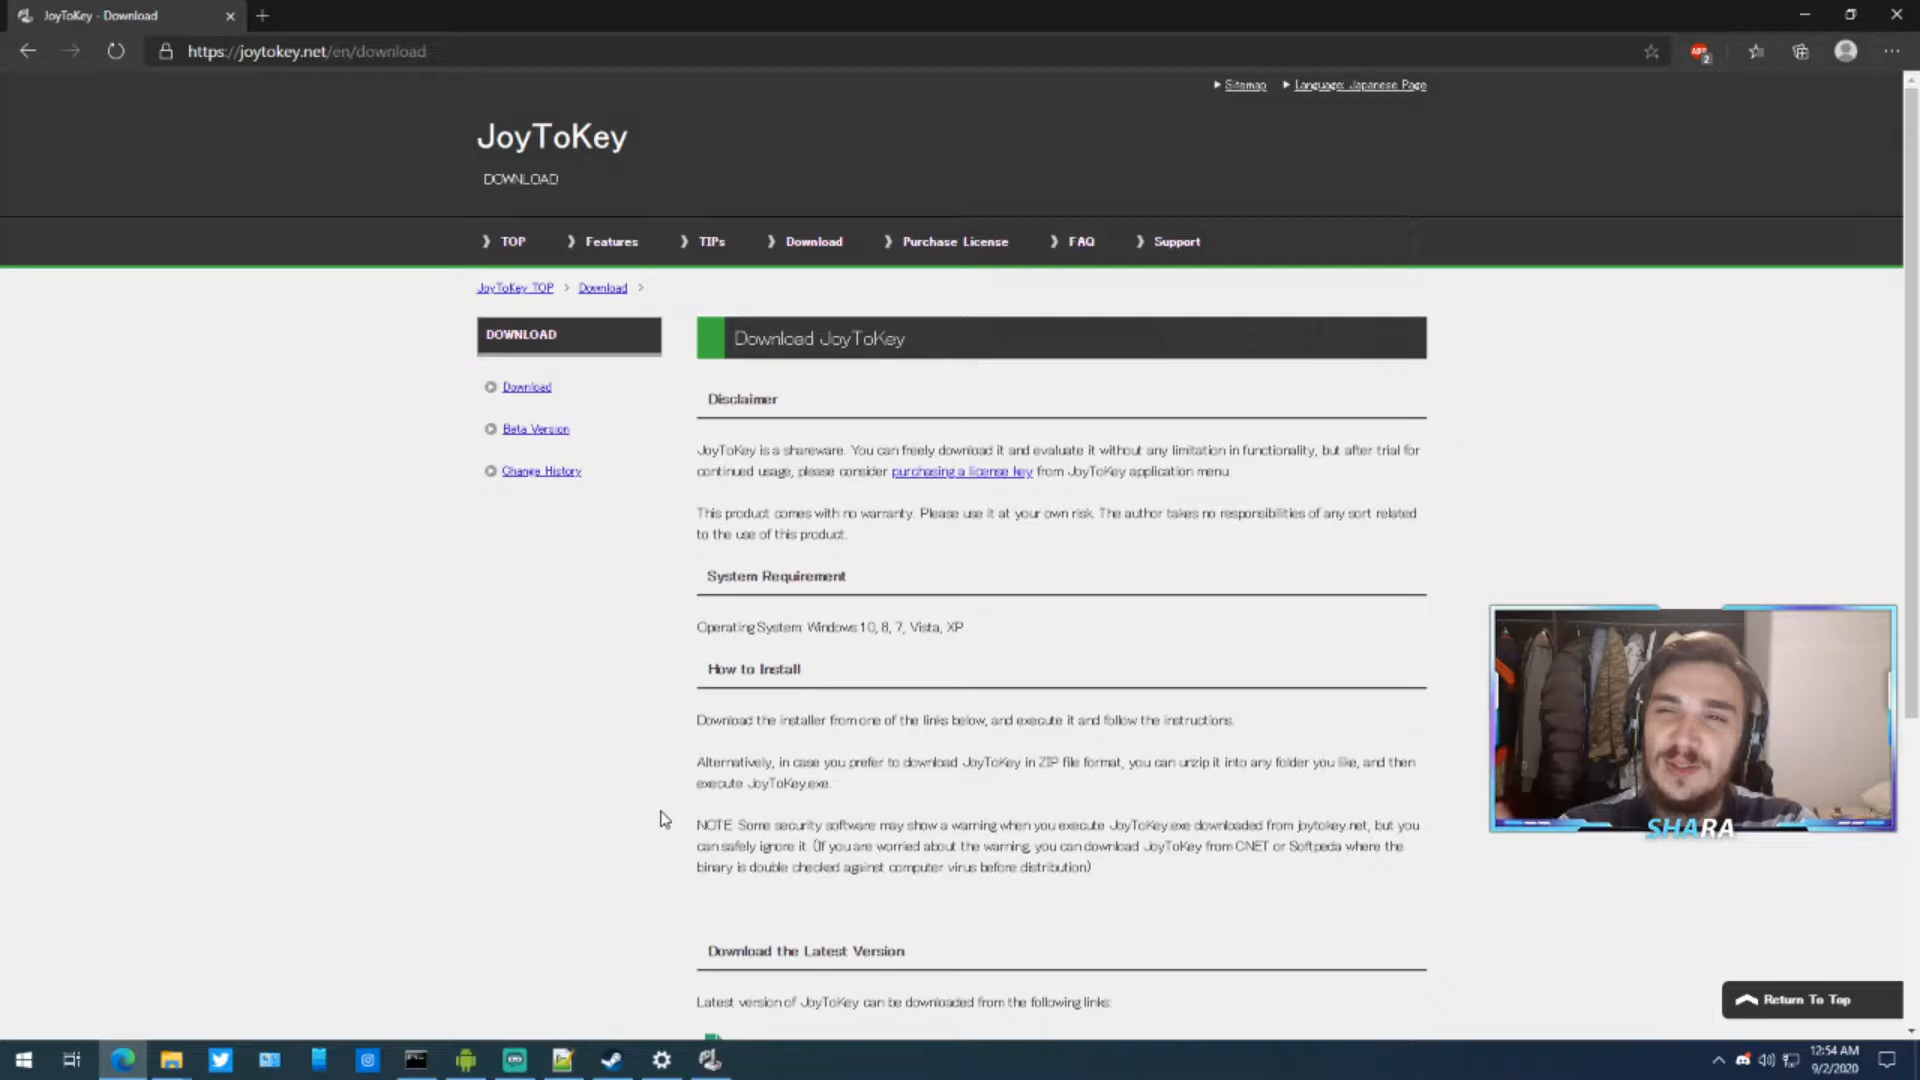 JoyToKey - Download
https://joytokey.net/en/download
ABP
2
Sitemap
Language: Japanese Page
JoyToKey
DOWNLOAD
TOP
Features
TIPs
Download
Purchase License
FAQ
Support
JoyToKey TOP > Download >
DOWNLOAD
Download
Beta Version
Change History
Download JoyToKey
Disclaimer
JoyToKey is a shareware. You can freely download it and evaluate it without any limitation in functionality, but after trial for
continued usage, please consider purchasing a license key from JoyToKey application menu.
This product comes with no warranty. Please use it at your own risk. The author takes no responsibilities of any sort related
to the use of this product.
System Requirement
Operating System: Windows 10, 8, 7, Vista, XP
How to Install
Download the installer from one of the links below, and execute it and follow the instructions.
Alternatively, in case you prefer to download JoyToKey in ZIP file format, you can unzip it into any folder you like, and then
execute JoyToKey.exe.
NOTE: Some security software may show a warning when you execute JoyToKey.exe downloaded from joytokey.net, but you
can safely ignore it. (If you are worried about the warning, you can download JoyToKey from CNET or Softpedia where the
binary is double checked against computer virus before distribution)
Download the Latest Version
Latest version of JoyToKey can be downloaded from the following links:
SHARA
Return To Top
12:54 AM
9/2/2020